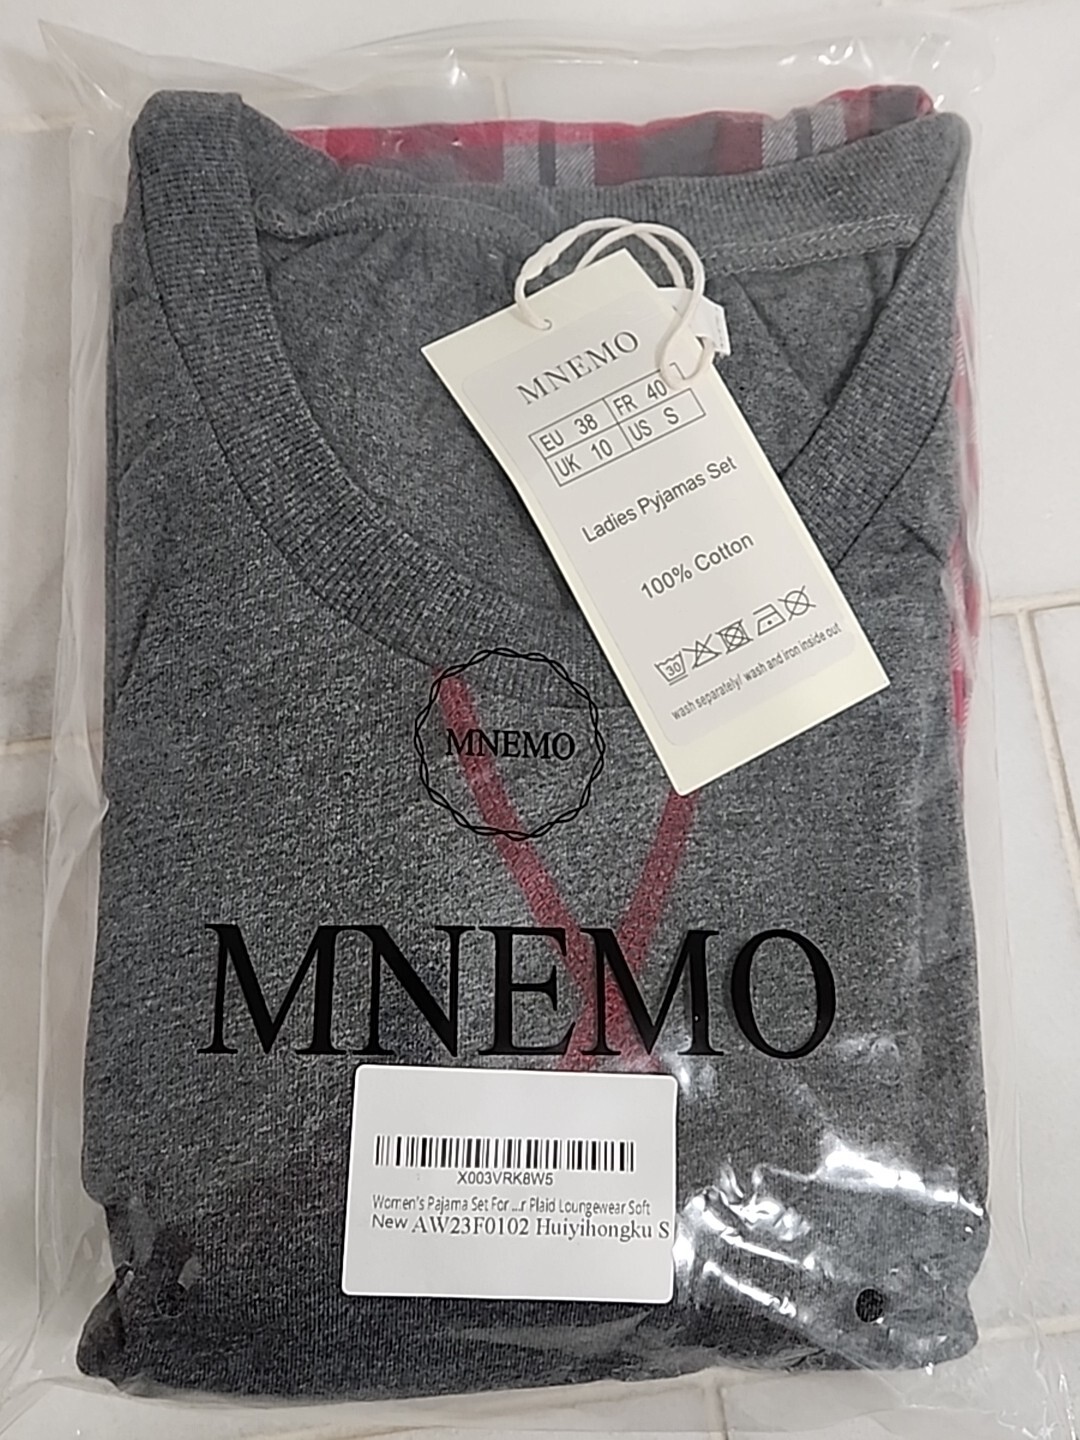 MNEMO
EU 38 FR 40
UK 10 US S
Ladies Pyjamas Set
100% Cotton
30
wash separately! wash and iron inside out
MNEMO
MNEMO
X003VRK8W5
Women's Pajama Set For ...r Plaid Loungewear Soft
New AW23F0102 Huiyihongku S